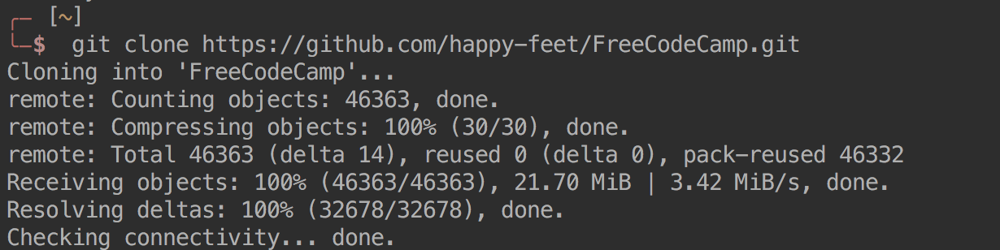 ╭─ [~]
╰─$ git clone https://github.com/happy-feet/FreeCodeCamp.git
Cloning into 'FreeCodeCamp'...
remote: Counting objects: 46363, done.
remote: Compressing objects: 100% (30/30), done.
remote: Total 46363 (delta 14), reused 0 (delta 0), pack-reused 46332
Receiving objects: 100% (46363/46363), 21.70 MiB | 3.42 MiB/s, done.
Resolving deltas: 100% (32678/32678), done.
Checking connectivity... done.